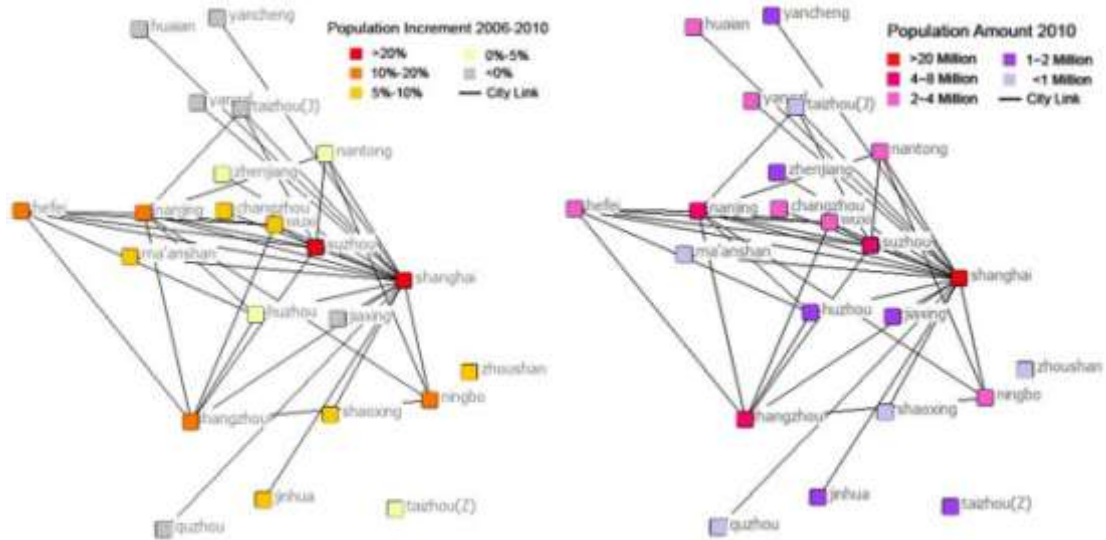 Population Increment 2006-2010
>20%
0%-5%
10%-20%
<0%
5%-10%
City Link
huaian
yancheng
yangzi
taizhou(J)
nantong
zhenjiang
hefei
nanjing
changzhou
wuxi
suzhou
ma'anshan
shanghai
huzhou
jiaxing
zhoushan
ningbo
hangzhou
shaoxing
jinhua
taizhou(Z)
quzhou
Population Amount 2010
>20 Million
1~2 Million
4~8 Million
<1 Million
2~4 Million
City Link
huaian
yancheng
taizhou(J)
nantong
zhenjiang
hefei
nanjing
changzhou
wuxi
suzhou
ma'anshan
shanghai
huzhou
jiaxing
zhoushan
ningbo
hangzhou
shaoxing
jinhua
taizhou(Z)
quzhou